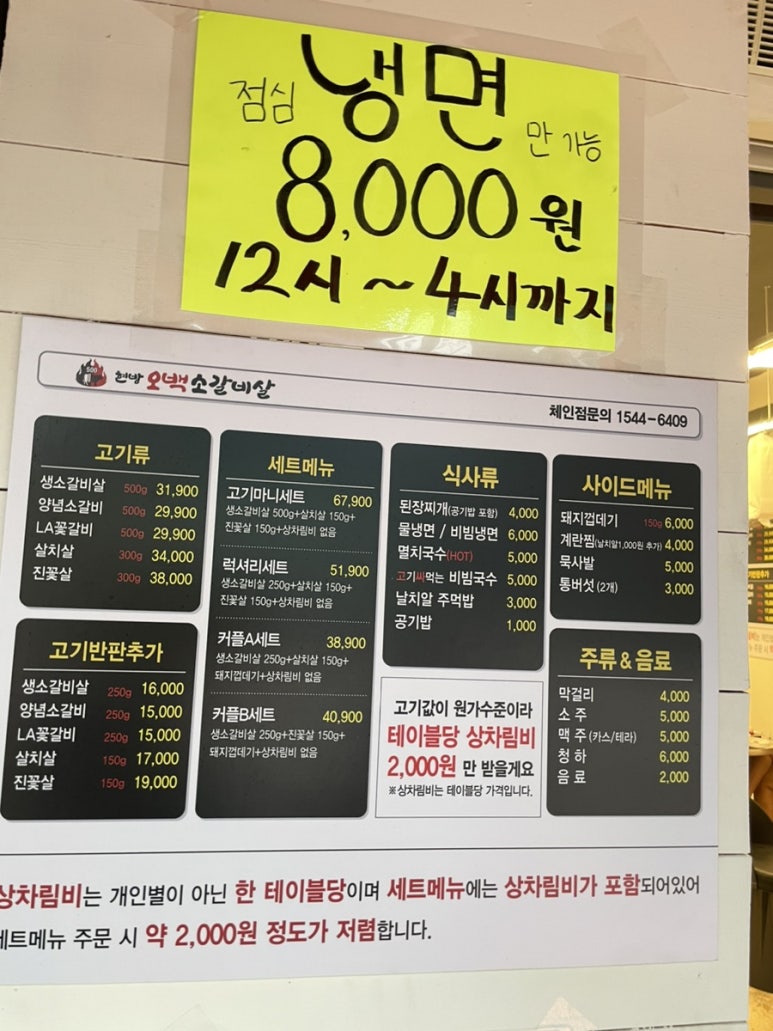 점심 냉면 만 가능
8,000원
12시~4시까지
500
현방 오백소갈비살
체인점문의 1544-6409
고기류
생소갈비살 500g 31,900
양념소갈비 500g 29,900
LA꽃갈비 500g 29,900
살치살 300g 34,000
진꽃살 300g 38,000
고기반판추가
생소갈비살 250g 16,000
양념소갈비 250g 15,000
LA꽃갈비 250g 15,000
살치살 150g 17,000
진꽃살 150g 19,000
세트메뉴
고기마니세트 67,900
생소갈비살 500g+살치살 150g+
진꽃살 150g+상차림비 없음
럭셔리세트 51,900
생소갈비살 250g+살치살 150g+
진꽃살 150g+상차림비 없음
커플A세트 38,900
생소갈비살 250g+살치살 150g+
돼지껍데기+상차림비 없음
커플B세트 40,900
생소갈비살 250g+진꽃살 150g+
돼지껍데기+상차림비 없음
식사류
된장찌개(공기밥 포함) 4,000
물냉면 / 비빔냉면 6,000
멸치국수(HOT) 5,000
고기싸먹는 비빔국수 5,000
날치알 주먹밥 3,000
공기밥 1,000
고기값이 원가수준이라
테이블당 상차림비
2,000원 만 받을게요
※상차림비는 테이블당 가격입니다.
사이드메뉴
돼지껍데기 150g 6,000
계란찜(날치알1,000원 추가) 4,000
묵사발 5,000
통버섯(2개) 3,000
주류&음료
막걸리 4,000
소주 5,000
맥주(카스/테라) 5,000
청하 6,000
음료 2,000
상차림비는 개인별이 아닌 한 테이블당이며 세트메뉴에는 상차림비가 포함되어있어
세트메뉴 주문 시 약 2,000원 정도가 저렴합니다.